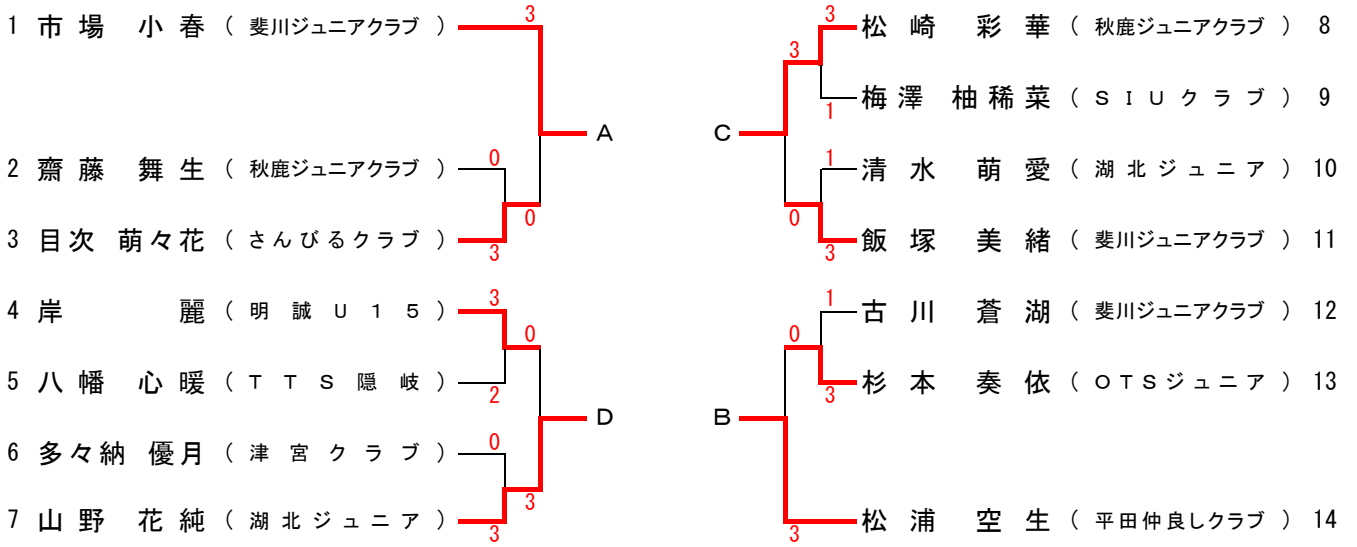 1 市場 小春 ( 斐川ジュニアクラブ ) 3
3
2 齋藤 舞生 ( 秋鹿ジュニアクラブ ) 0
A
0
3 目次 萌々花 ( さんびるクラブ ) 3
4 岸 麗 ( 明誠U15 ) 3
0
5 八幡 心暖 ( TTS隠岐 ) 2
D
6 多々納 優月 ( 津宮クラブ ) 0
3
7 山野 花純 ( 湖北ジュニア ) 3
3 松崎 彩華 ( 秋鹿ジュニアクラブ ) 8
1 梅澤 柚稀菜 ( SIUクラブ ) 9
C
1 清水 萌愛 ( 湖北ジュニア ) 10
0
3 飯塚 美緒 ( 斐川ジュニアクラブ ) 11
1 古川 蒼湖 ( 斐川ジュニアクラブ ) 12
0
3 杉本 奏依 ( OTSジュニア ) 13
B
3 松浦 空生 ( 平田仲良しクラブ ) 14